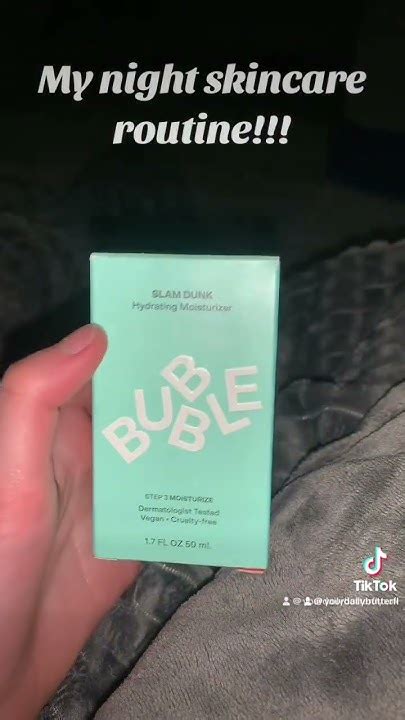 My night skincare
routine!!!
SLAM DUNK
Hydrating Moisturizer
BUBBLE
STEP 3 MOISTURIZE
Dermatologist Tested
Vegan • Cruelty-free
1.7 FL OZ 50 mL
TikTok